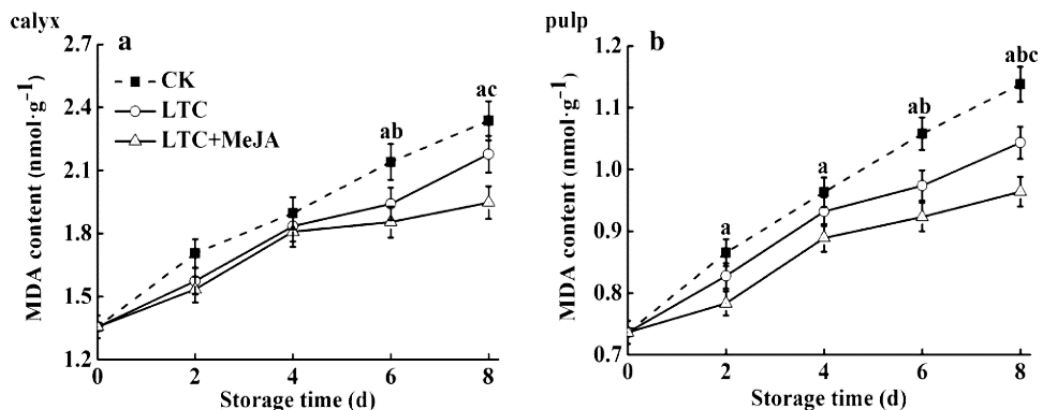 calyx
a
2.7
2.4
2.1
1.8
1.5
1.2
MDA content (nmol·g⁻¹)
CK
LTC
LTC+MeJA
ab
ac
0 2 4 6 8
Storage time (d)
pulp
b
1.2
1.1
1.0
0.9
0.8
0.7
MDA content (nmol·g⁻¹)
a
a
ab
abc
0 2 4 6 8
Storage time (d)